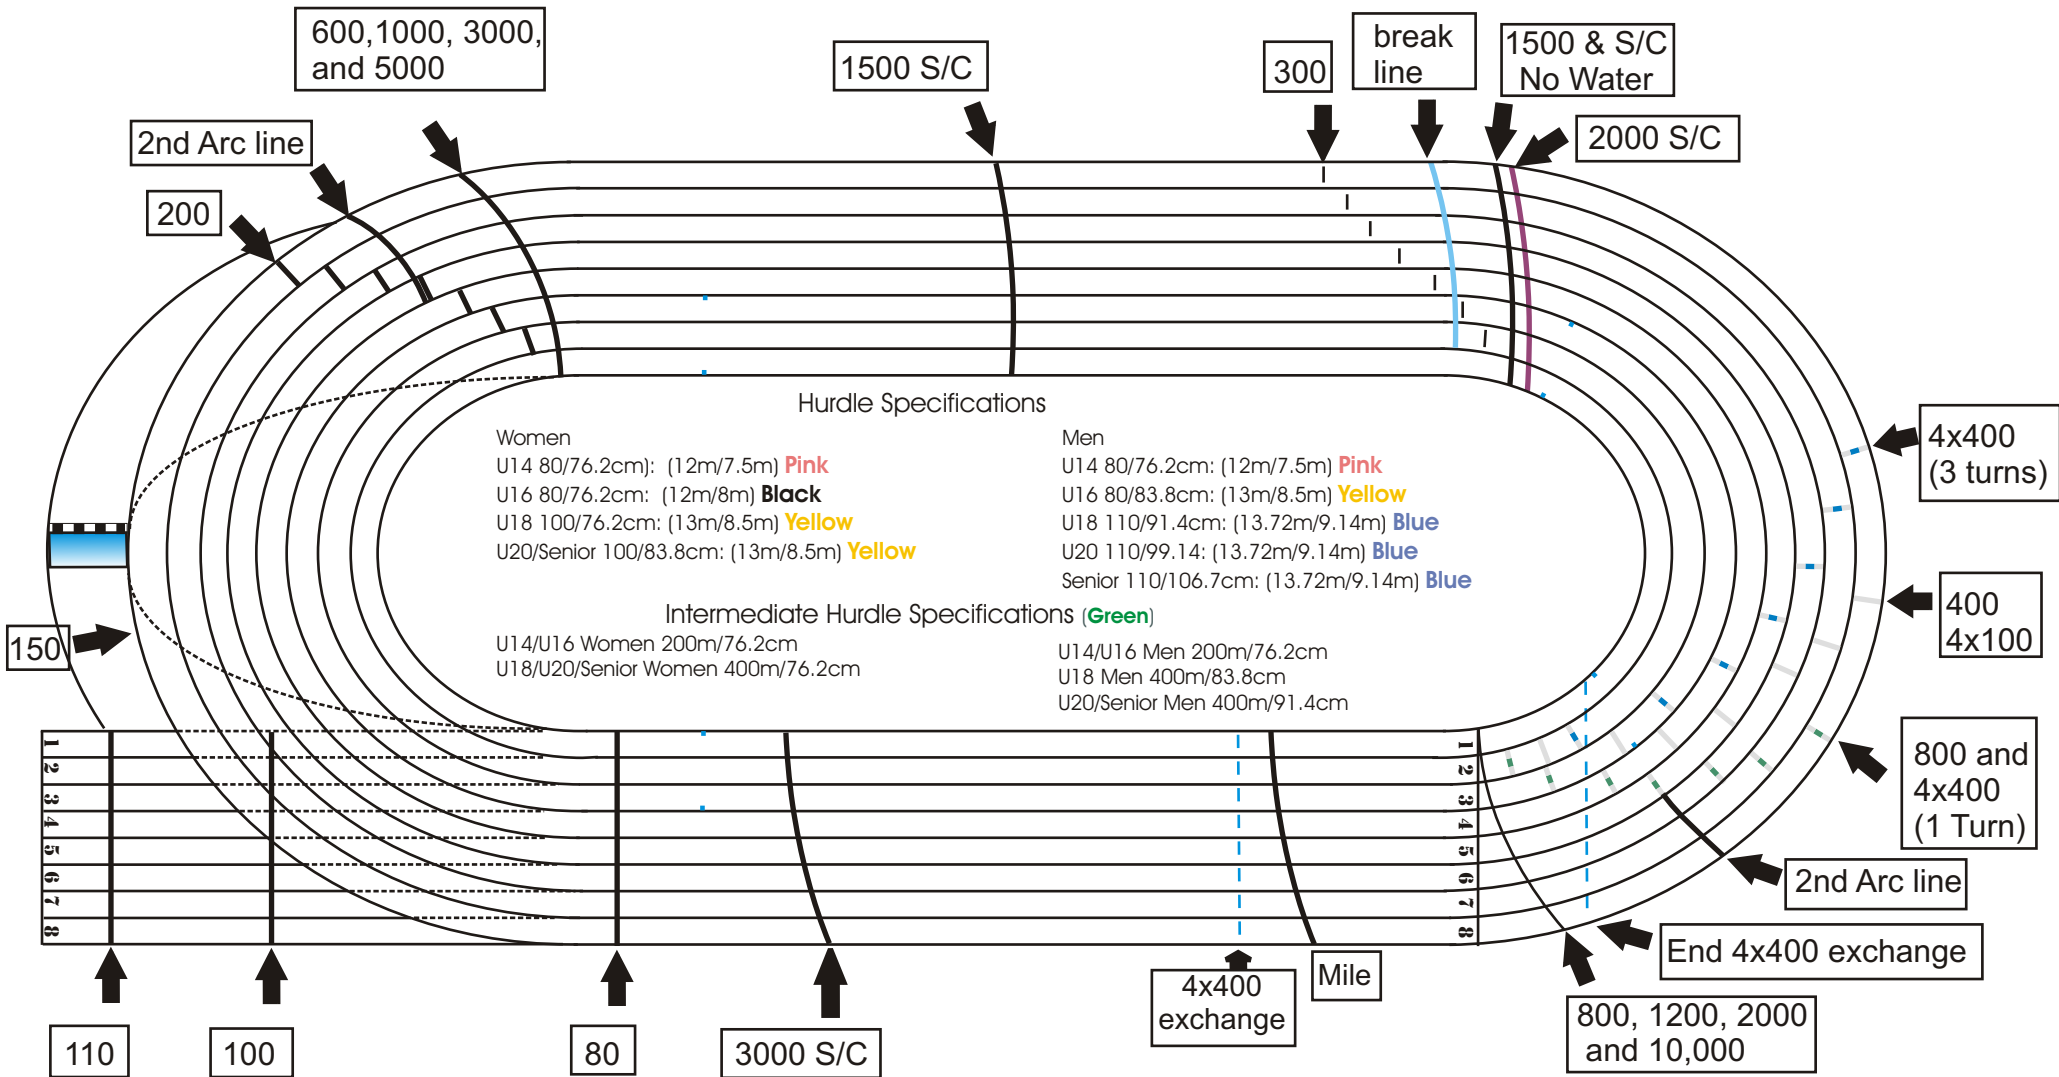 600,1000, 3000,
and 5000
1500 S/C
300
break
line
1500 & S/C
No Water
2000 S/C
2nd Arc line
200
Hurdle Specifications
Women
U14 80/76.2cm): (12m/7.5m) Pink
U16 80/76.2cm: (12m/8m) Black
U18 100/76.2cm: (13m/8.5m) Yellow
U20/Senior 100/83.8cm: (13m/8.5m) Yellow
Men
U14 80/76.2cm: (12m/7.5m) Pink
U16 80/83.8cm: (13m/8.5m) Yellow
U18 110/91.4cm: (13.72m/9.14m) Blue
U20 110/99.14: (13.72m/9.14m) Blue
Senior 110/106.7cm: (13.72m/9.14m) Blue
Intermediate Hurdle Specifications (Green)
U14/U16 Women 200m/76.2cm
U18/U20/Senior Women 400m/76.2cm
U14/U16 Men 200m/76.2cm
U18 Men 400m/83.8cm
U20/Senior Men 400m/91.4cm
4x400
(3 turns)
400
4x100
150
800 and
4x400
(1 Turn)
2nd Arc line
1
2
3
4
5
6
7
8
1
2
3
4
5
6
7
8
End 4x400 exchange
Mile
4x400
exchange
800, 1200, 2000
and 10,000
110
100
80
3000 S/C